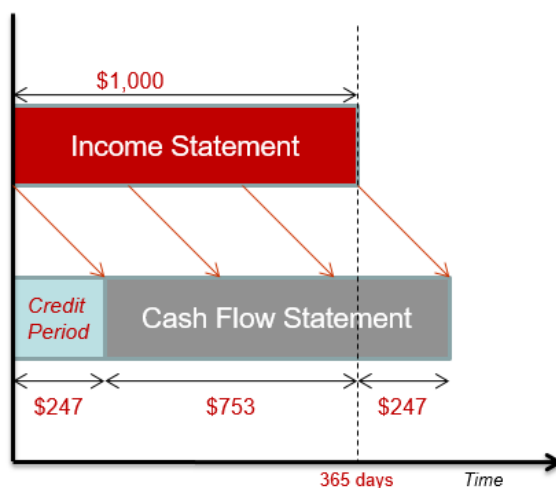 $1,000
Income Statement
Credit
Period
Cash Flow Statement
$247
$753
$247
365 days
Time